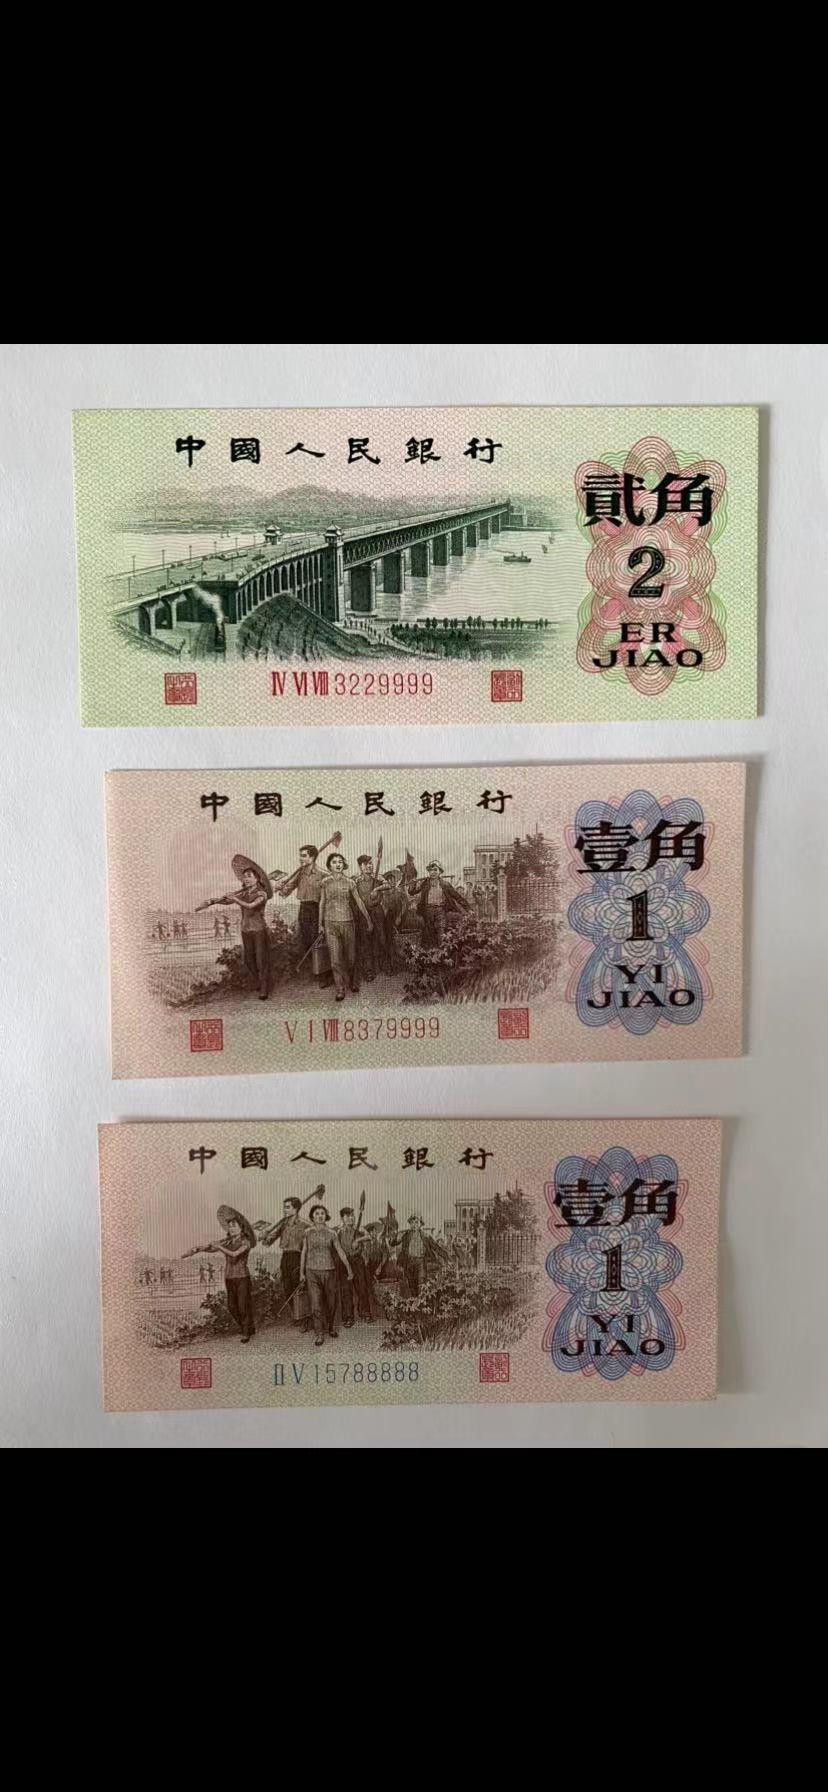 中國人民銀行
貳角
2
ER
JIAO
Ⅳ Ⅵ Ⅷ 3229999
中國人民銀行
壹角
1
YI
JIAO
Ⅴ Ⅰ Ⅷ 8379999
中國人民銀行
壹角
1
YI
JIAO
Ⅱ Ⅴ 15788888